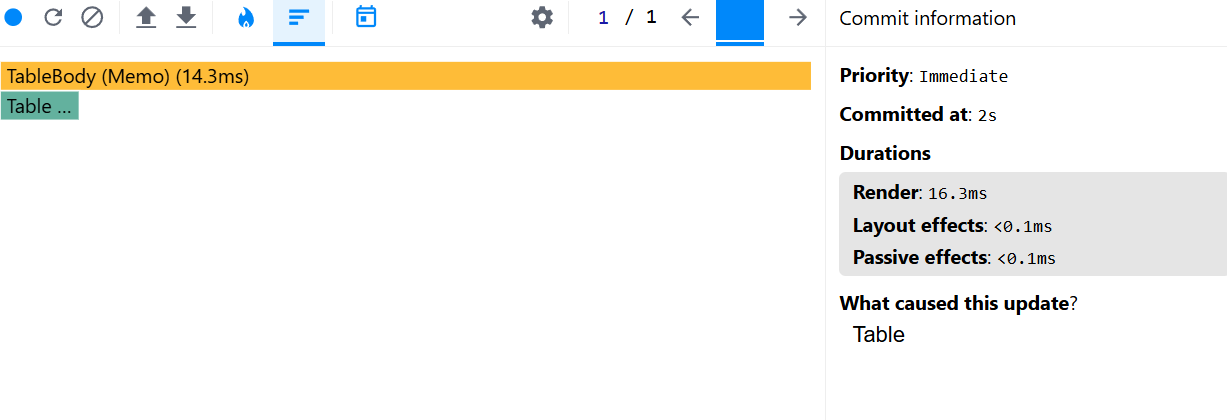 1 / 1
Commit information
TableBody (Memo) (14.3ms)
Table ...
Priority: Immediate
Committed at: 2s
Durations
Render: 16.3ms
Layout effects: <0.1ms
Passive effects: <0.1ms
What caused this update?
Table